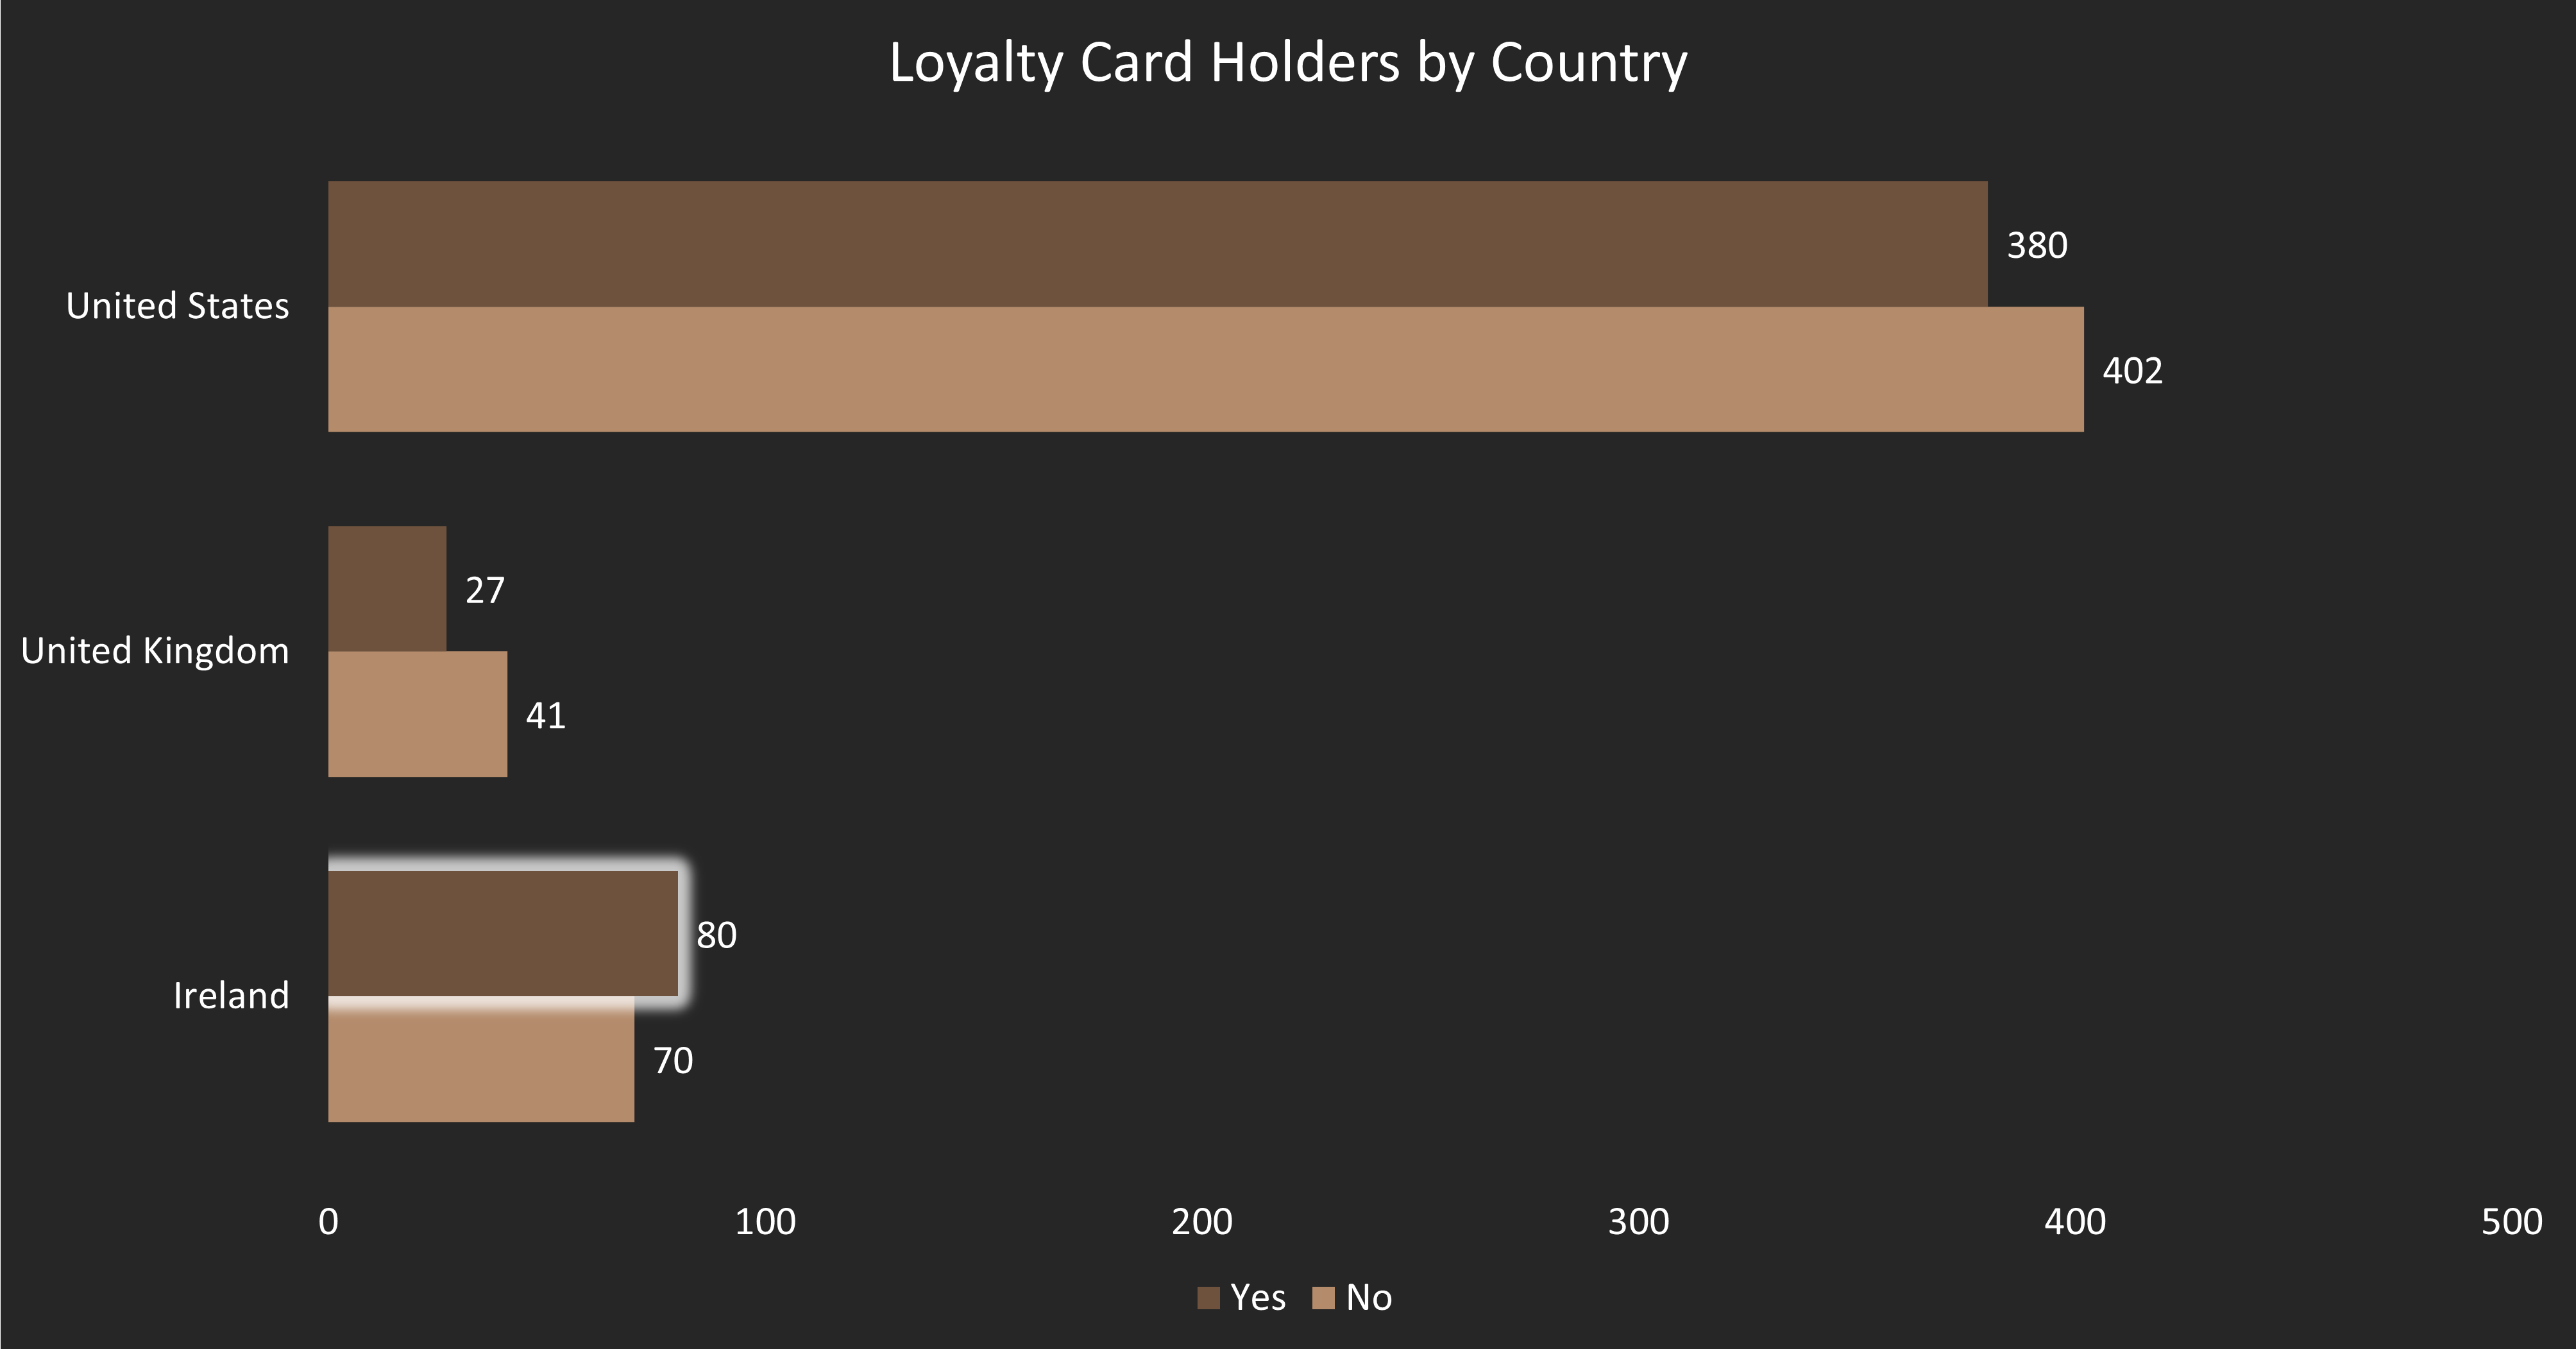 Loyalty Card Holders by Country
380
United States
402
27
United Kingdom
41
80
Ireland
70
0 100 200 300 400 500
Yes No